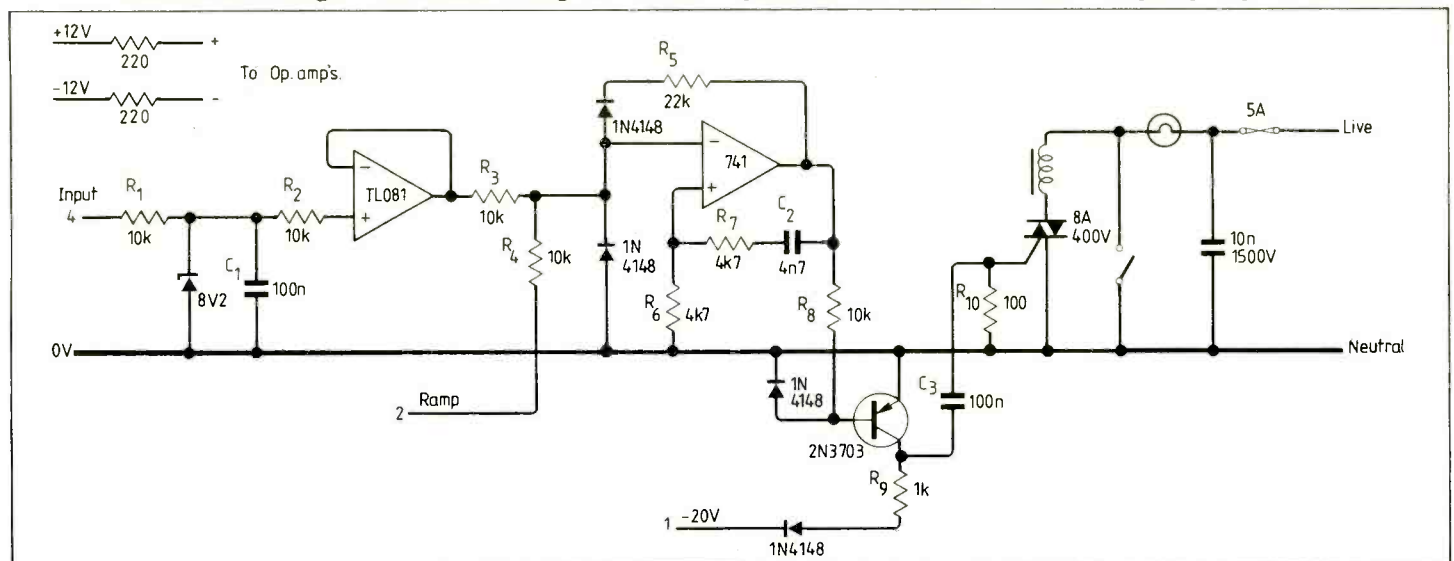 +12V
220
+
To Op. amp's.
-12V
220
-
Input
4
R1
10k
8V2
C1
100n
R2
10k
-
+
TL081
R3
10k
R4
10k
1N4148
R5
22k
1N
4148
-
+
741
R7
4k7
C2
4n7
R6
4k7
R8
10k
5A
Live
8A
400V
10n
1500V
R10
100
0V
Neutral
2
Ramp
1N
4148
2N3703
C3
100n
R9
1k
1
-20V
1N4148